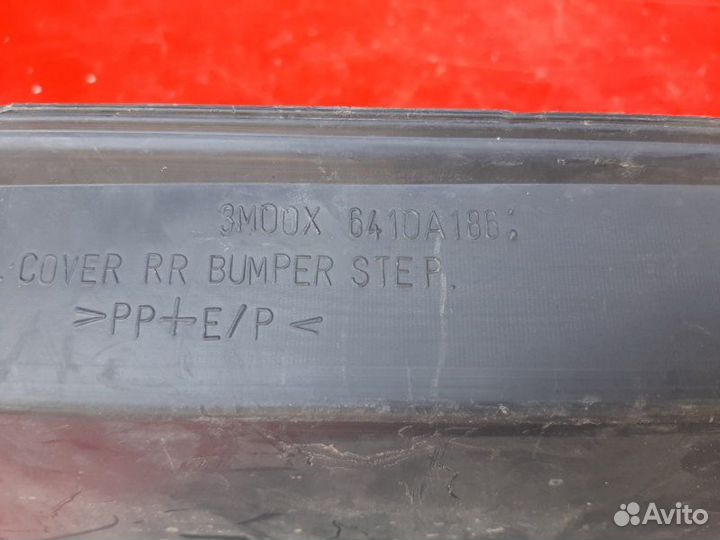 3M00X 6410A186;
COVER RR BUMPER STEP.
>PP+E/P<
Avito